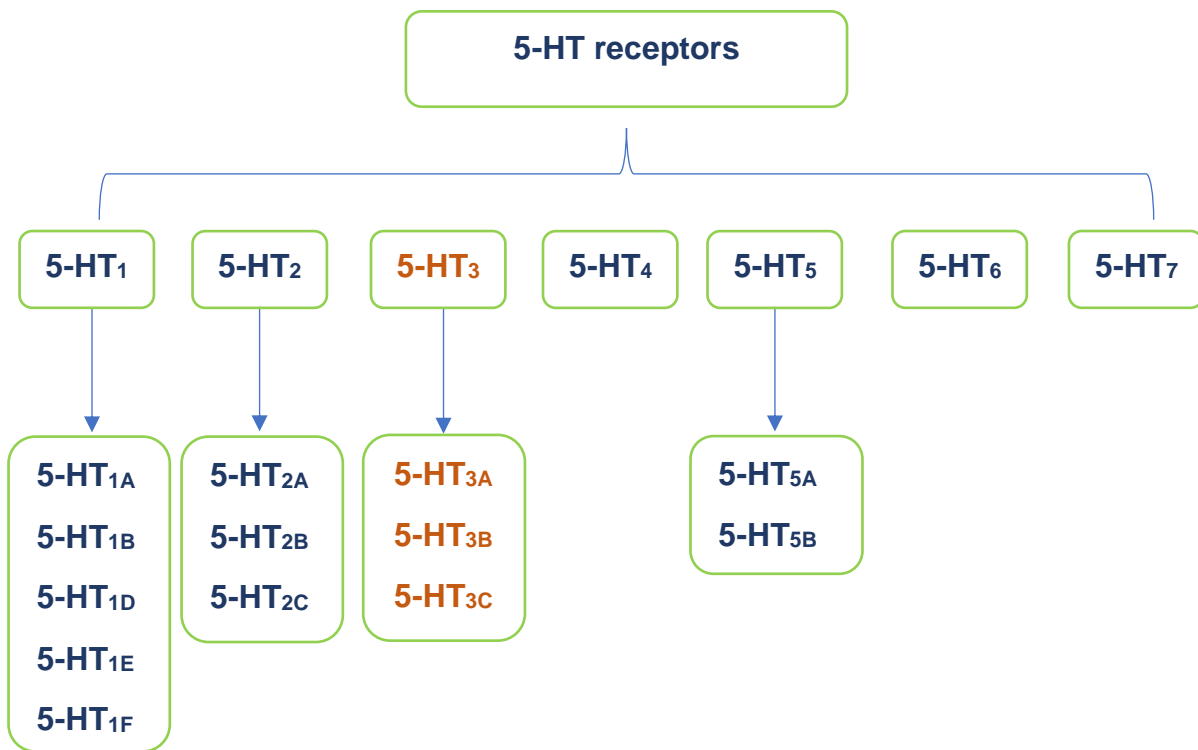 5-HT receptors
5-HT₁ 5-HT₂ 5-HT₃ 5-HT₄ 5-HT₅ 5-HT₆ 5-HT₇
5-HT₁A
5-HT₁B
5-HT₁D
5-HT₁E
5-HT₁F
5-HT₂A
5-HT₂B
5-HT₂C
5-HT₃A
5-HT₃B
5-HT₃C
5-HT₅A
5-HT₅B